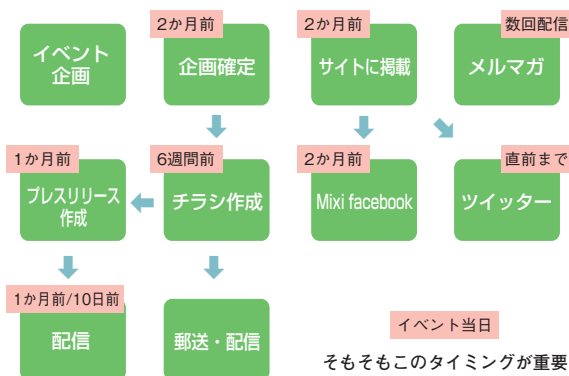 イベント
企画
2か月前
企画確定
2か月前
サイトに掲載
数回配信
メルマガ
1か月前
プレスリリース
作成
6週間前
チラシ作成
2か月前
Mixi facebook
直前まで
ツイッター
1か月前/10日前
配信
郵送・配信
イベント当日
そもそもこのタイミングが重要